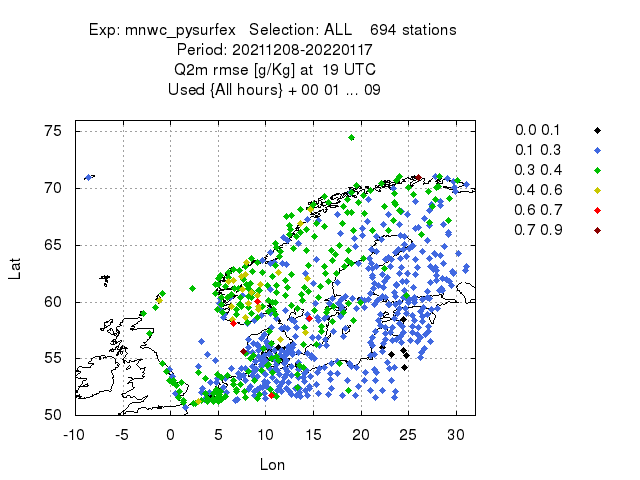 Exp: mnwc_pysurfex   Selection: ALL    694 stations
Period: 20211208-20220117
Q2m rmse [g/Kg] at  19 UTC
Used {All hours} + 00 01 ... 09
0.0 0.1
0.1 0.3
0.3 0.4
0.4 0.6
0.6 0.7
0.7 0.9
75
70
65
60
55
50
Lat
-10 -5 0 5 10 15 20 25 30
Lon